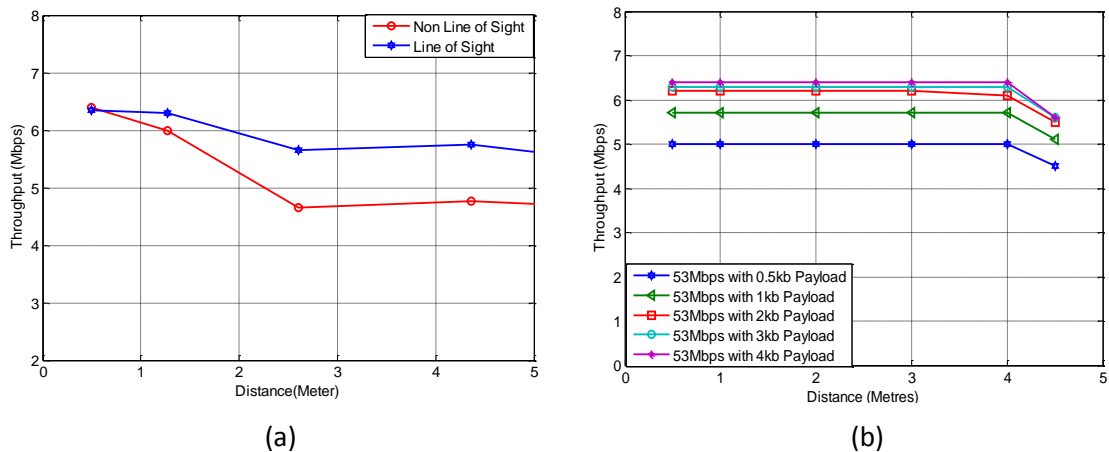 8
7
6
5
4
3
2
0
1
2
3
4
5
Throughput (Mbps)
Distance(Meter)
Non Line of Sight
Line of Sight
(a)
8
7
6
5
4
3
2
1
0
0
1
2
3
4
5
Throughput (Mbps)
Distance (Metres)
53Mbps with 0.5kb Payload
53Mbps with 1kb Payload
53Mbps with 2kb Payload
53Mbps with 3kb Payload
53Mbps with 4kb Payload
(b)